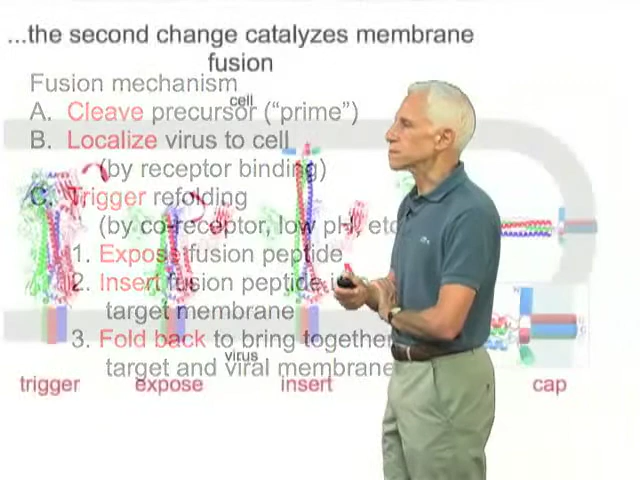 ...the second change catalyzes membrane
fusion
Fusion mechanism
cell
A. Cleave precursor ("prime")
B. Localize virus to cell
(by receptor binding)
C. Trigger refolding
(by co-receptor, low pH, etc
1. Expose fusion peptide
2. Insert fusion peptide in
target membrane
3. Fold back to bring together
virus
target and viral membrane
trigger expose insert cap